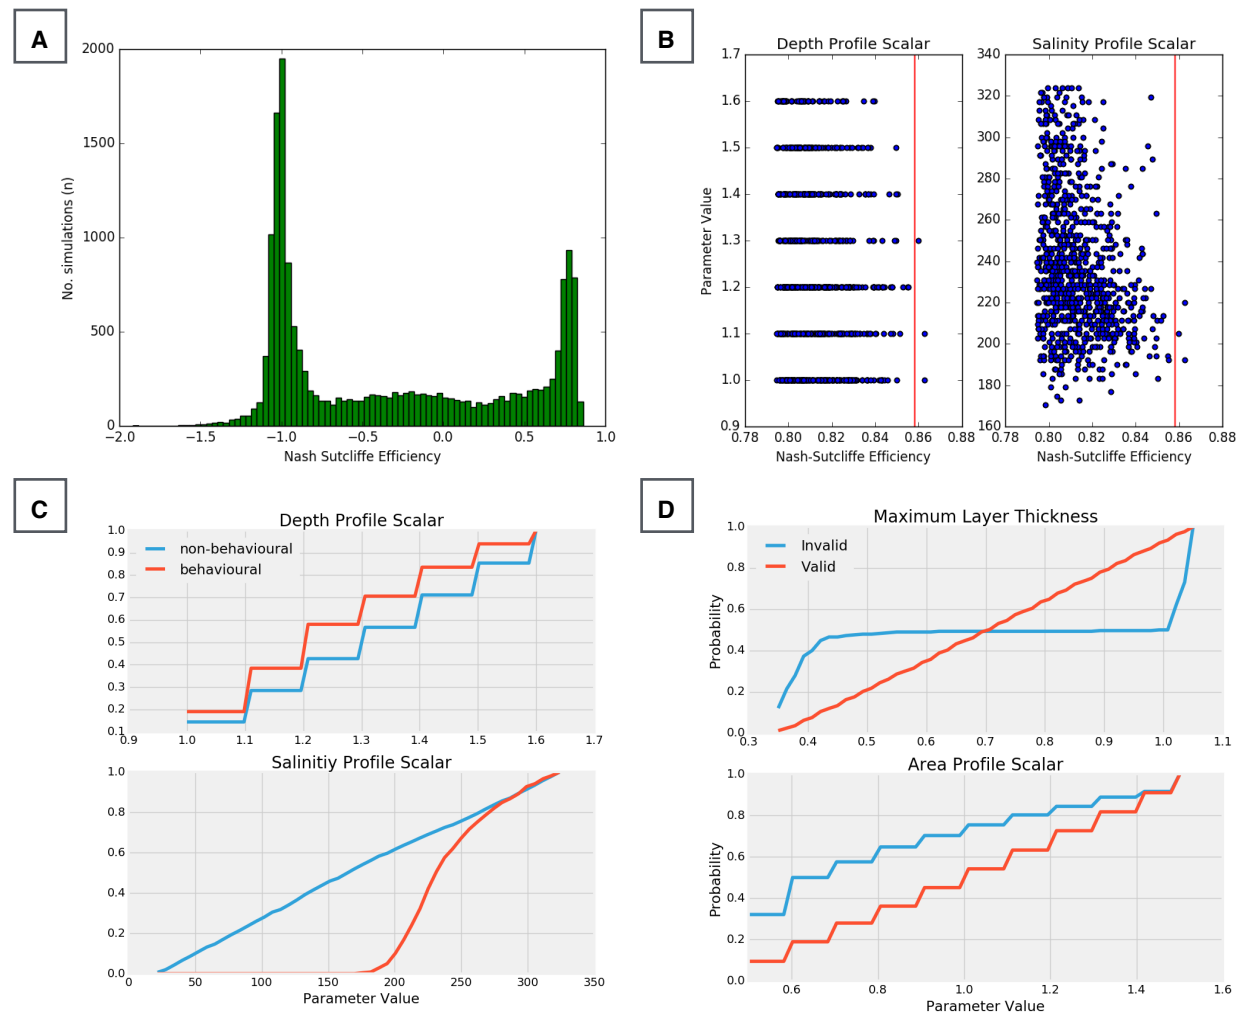 A
2000
1500
1000
500
0
No. simulations (n)
−2.0 −1.5 −1.0 −0.5 0.0 0.5 1.0
Nash Sutcliffe Efficiency
B
Depth Profile Scalar
1.7
1.6
1.5
1.4
1.3
1.2
1.1
1.0
0.9
Parameter Value
0.78 0.80 0.82 0.84 0.86 0.88
Nash-Sutcliffe Efficiency
Salinity Profile Scalar
340
320
300
280
260
240
220
200
180
160
0.78 0.80 0.82 0.84 0.86 0.88
Nash-Sutcliffe Efficiency
C
Depth Profile Scalar
non-behavioural
behavioural
1.0
0.9
0.8
0.7
0.6
0.5
0.4
0.3
0.2
0.1
0.9 1.0 1.1 1.2 1.3 1.4 1.5 1.6 1.7
Salinitiy Profile Scalar
1.0
0.8
0.6
0.4
0.2
0.0
0 50 100 150 200 250 300 350
Parameter Value
D
Maximum Layer Thickness
Invalid
Valid
1.0
0.8
0.6
0.4
0.2
0.0
Probability
0.3 0.4 0.5 0.6 0.7 0.8 0.9 1.0 1.1
Area Profile Scalar
1.0
0.8
0.6
0.4
0.2
0.0
Probability
0.6 0.8 1.0 1.2 1.4 1.6
Parameter Value